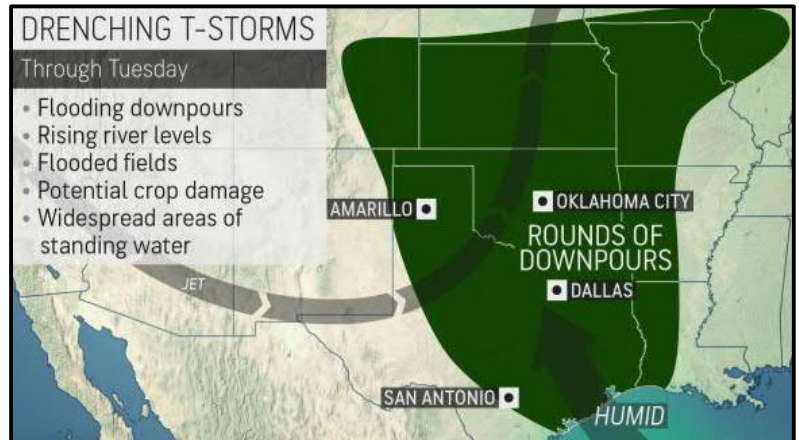 DRENCHING T-STORMS
Through Tuesday
• Flooding downpours
• Rising river levels
• Flooded fields
• Potential crop damage
• Widespread areas of
standing water
AMARILLO
OKLAHOMA CITY
ROUNDS OF
DOWNPOURS
JET
DALLAS
SAN ANTONIO
HUMID